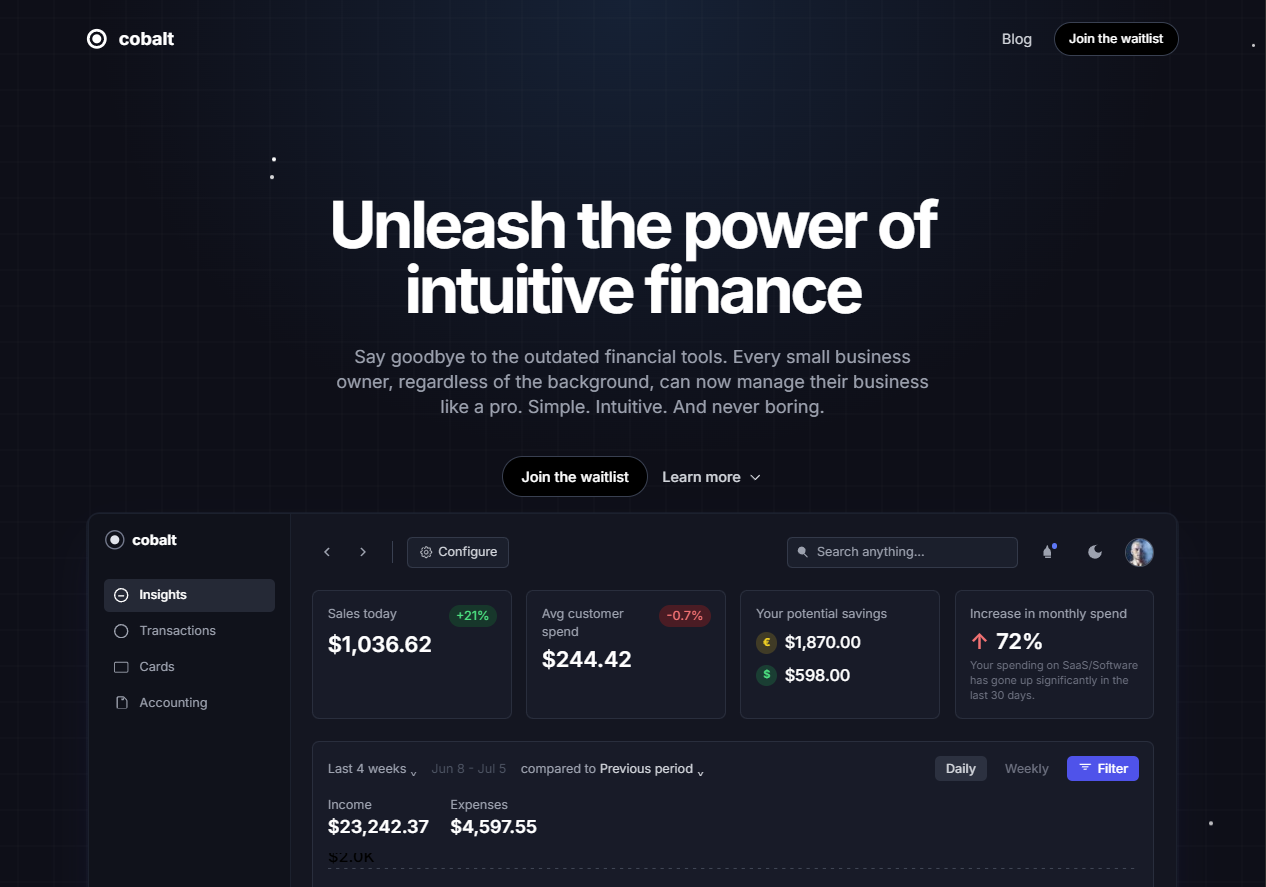 cobalt
Blog
Join the waitlist
Unleash the power of
intuitive finance
Say goodbye to the outdated financial tools. Every small business
owner, regardless of the background, can now manage their business
like a pro. Simple. Intuitive. And never boring.
Join the waitlist
Learn more
cobalt
Configure
Search anything...
Insights
Transactions
Cards
Accounting
Sales today
+21%
$1,036.62
Avg customer
spend
-0.7%
$244.42
Your potential savings
€ $1,870.00
$ $598.00
Increase in monthly spend
72%
Your spending on SaaS/Software
has gone up significantly in the
last 30 days.
Last 4 weeks
Jun 8 - Jul 5
compared to Previous period
Daily
Weekly
Filter
Income
$23,242.37
Expenses
$4,597.55
$2.0K